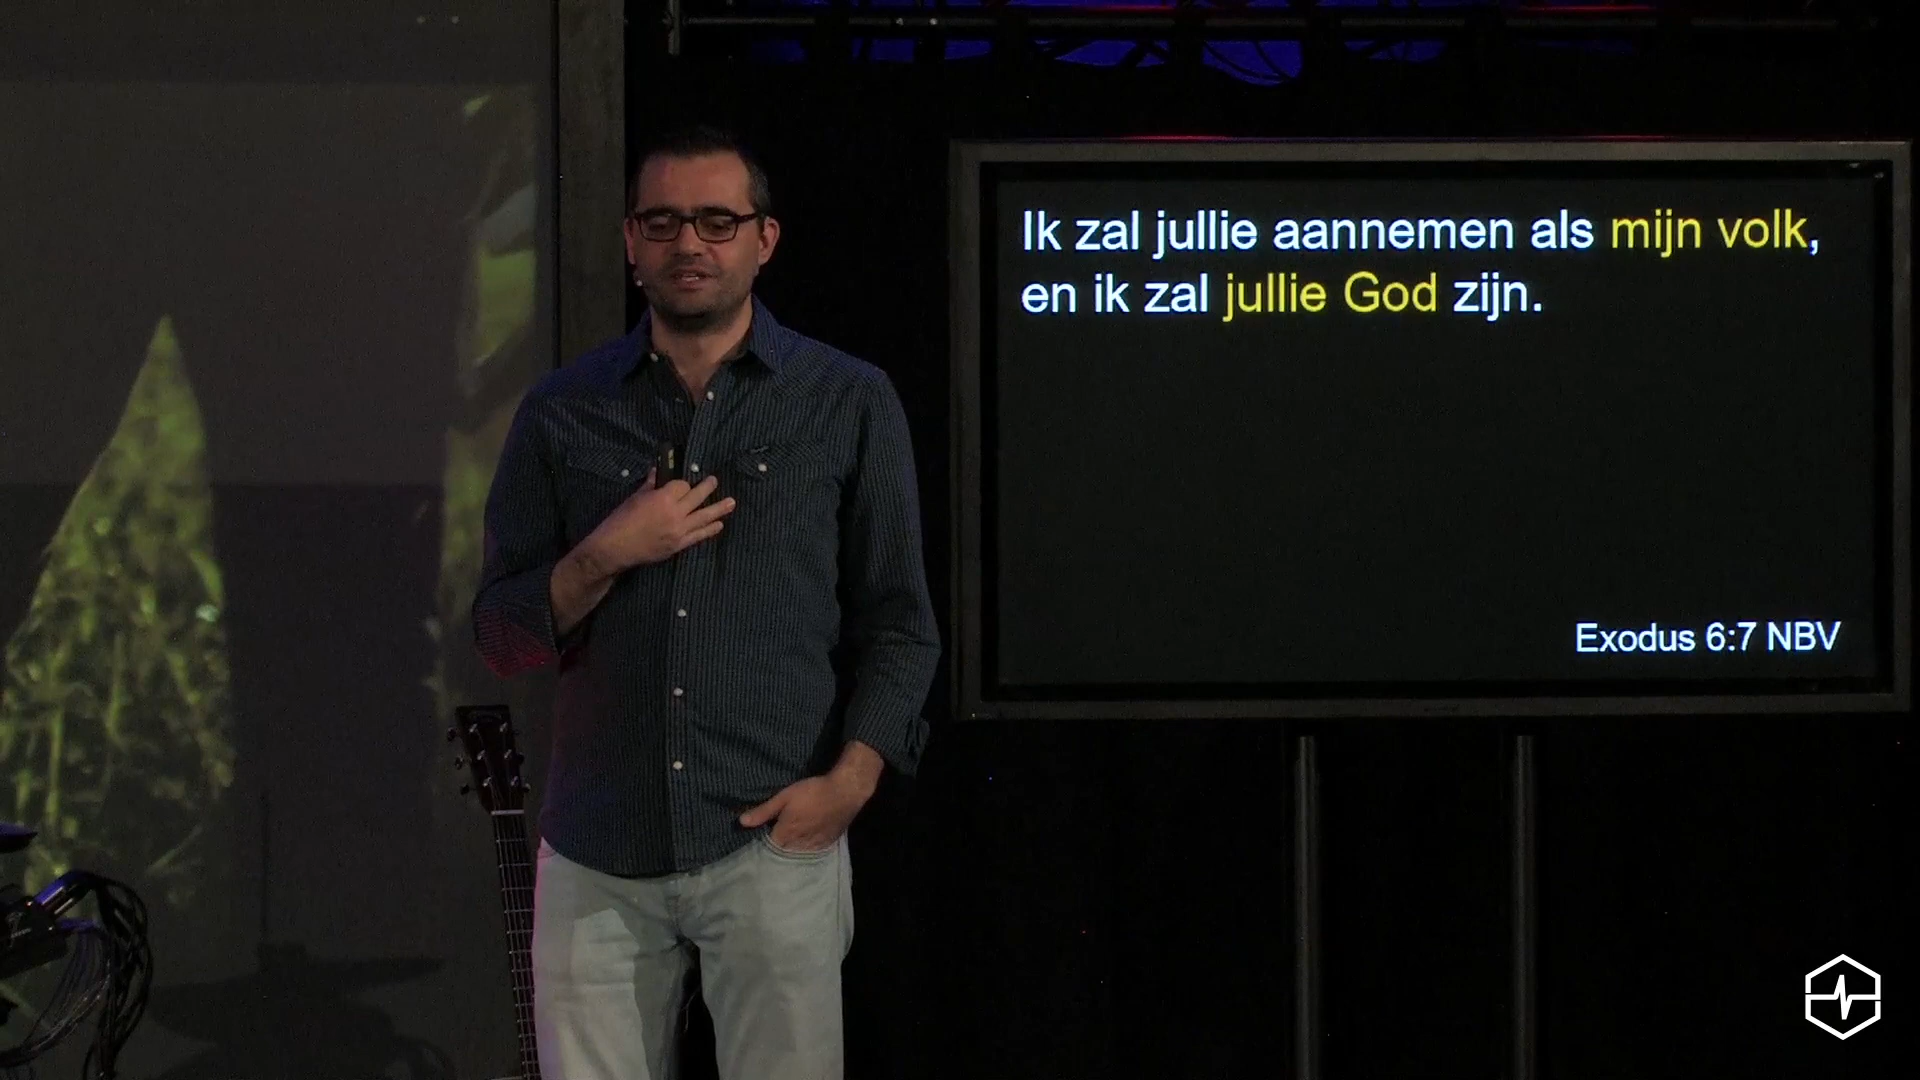 Ik zal jullie aannemen als mijn volk,
en ik zal jullie God zijn.
Exodus 6:7 NBV